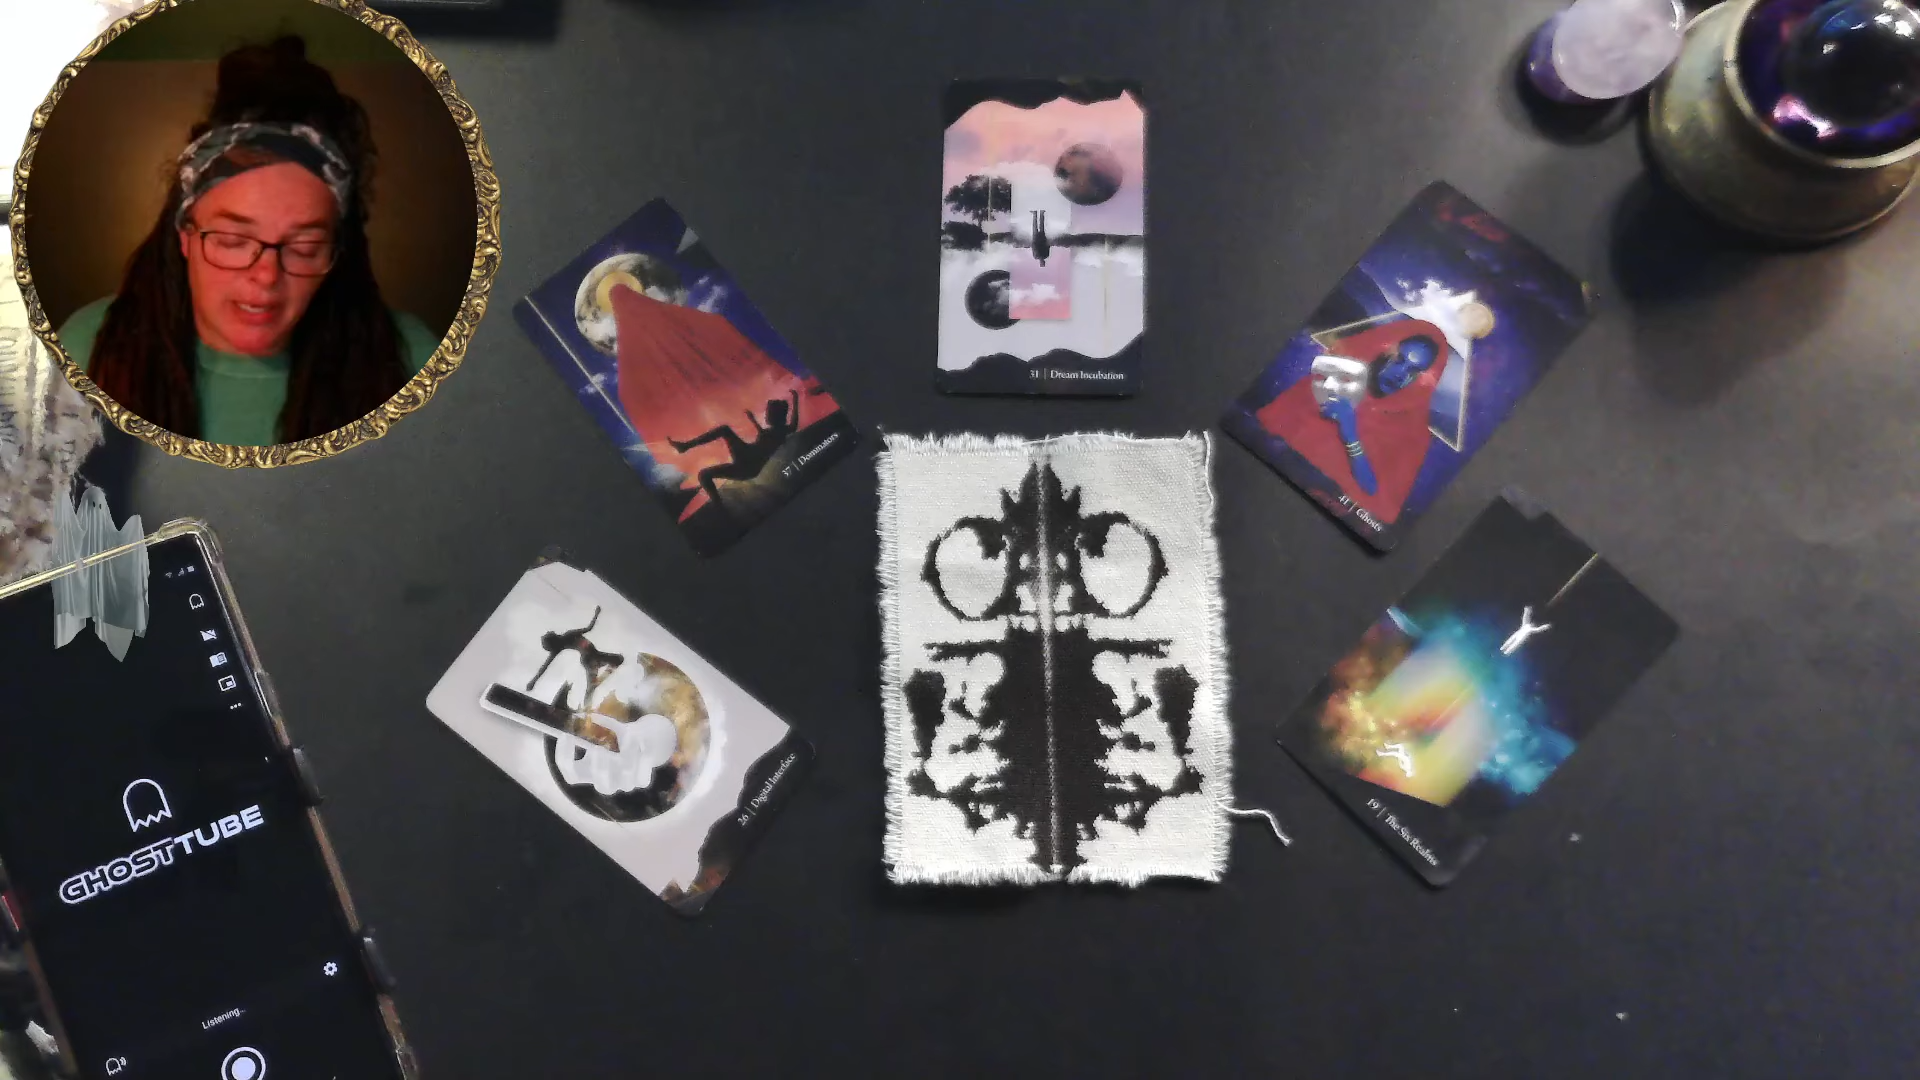 31 | Dream Incubation
37 | Dominators
41 | Ghosts
26 | Digital Interface
19 | The Six Realms
GHOSTTUBE
Listening...